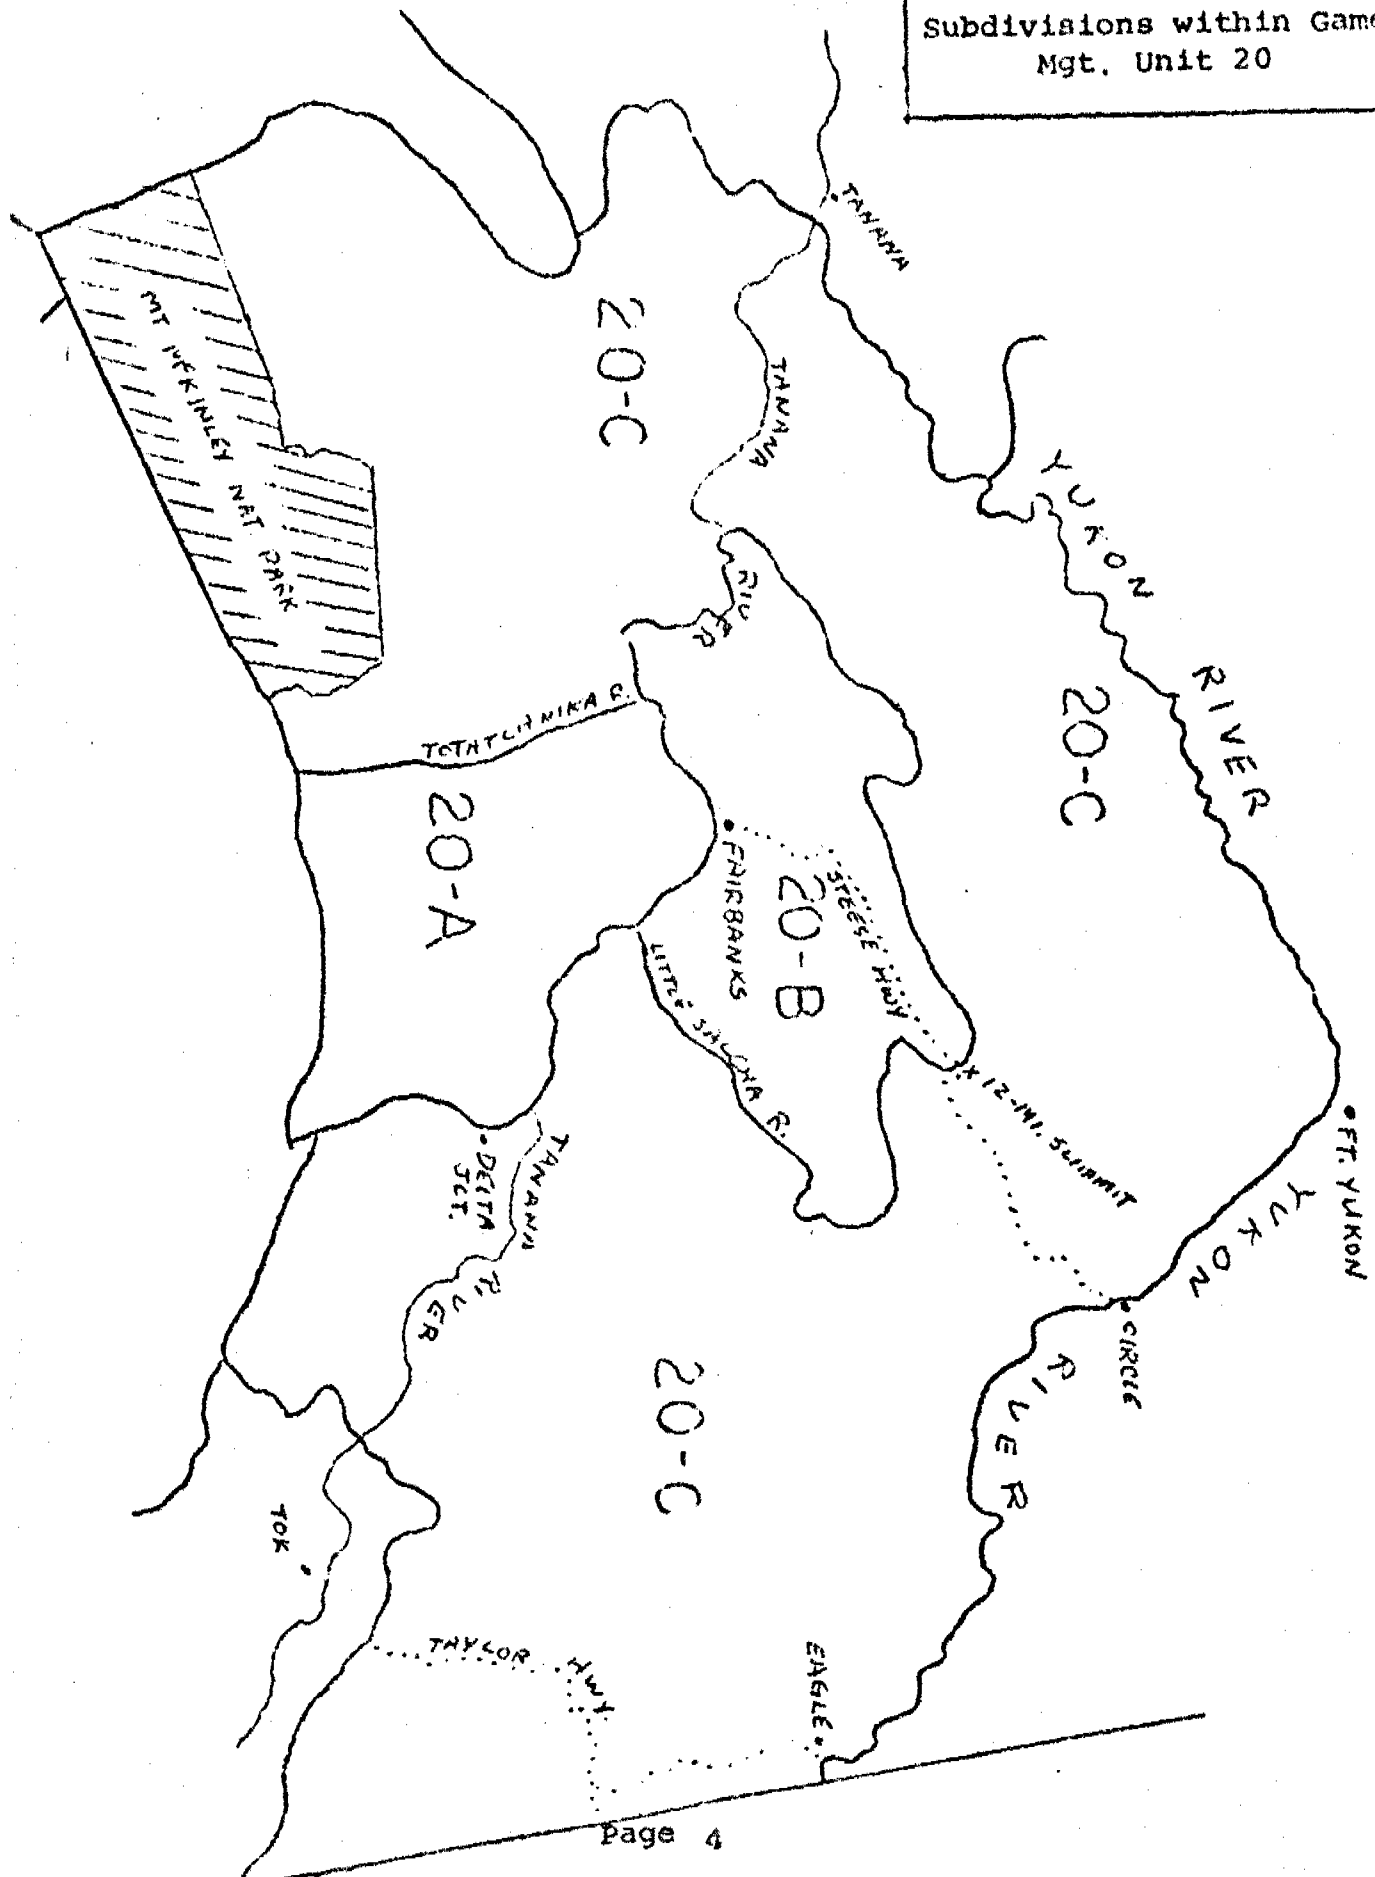 Subdivisions within Game
Mgt. Unit 20
TANANA
20-C
TANANA
RIVER
YUKON
RIVER
20-C
MT MCKINLEY NAT. PARK
TOTATLANIKA R.
20-A
FAIRBANKS
20-B
STEESE HWY
LITTLE SALCHA R.
12-MI. SUMMIT
FT. YUKON
YUKON
RIVER
CIRCLE
TANANA
RIVER
DELTA
JCT.
20-C
TOK
TAYLOR
HWY
EAGLE
Page 4